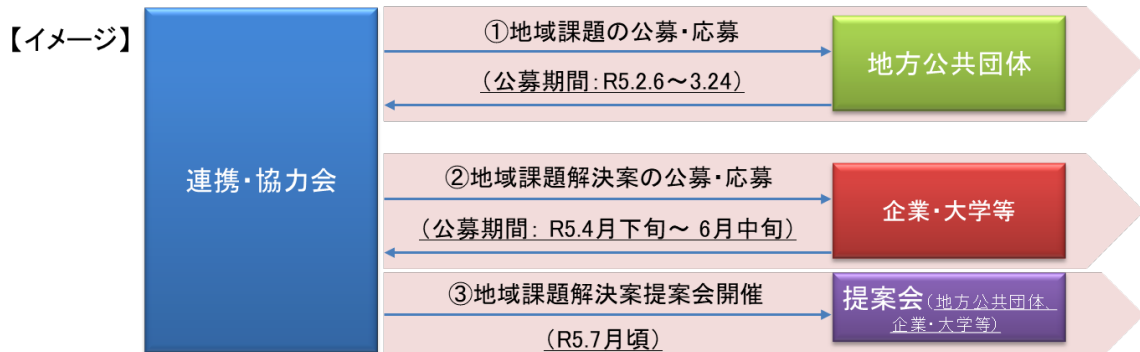 【イメージ】
連携・協力会
①地域課題の公募・応募
（公募期間：R5.2.6～3.24）
地方公共団体
②地域課題解決案の公募・応募
（公募期間： R5.4月下旬～ 6月中旬）
企業・大学等
③地域課題解決案提案会開催
（R5.7月頃）
提案会（地方公共団体、
企業・大学等）